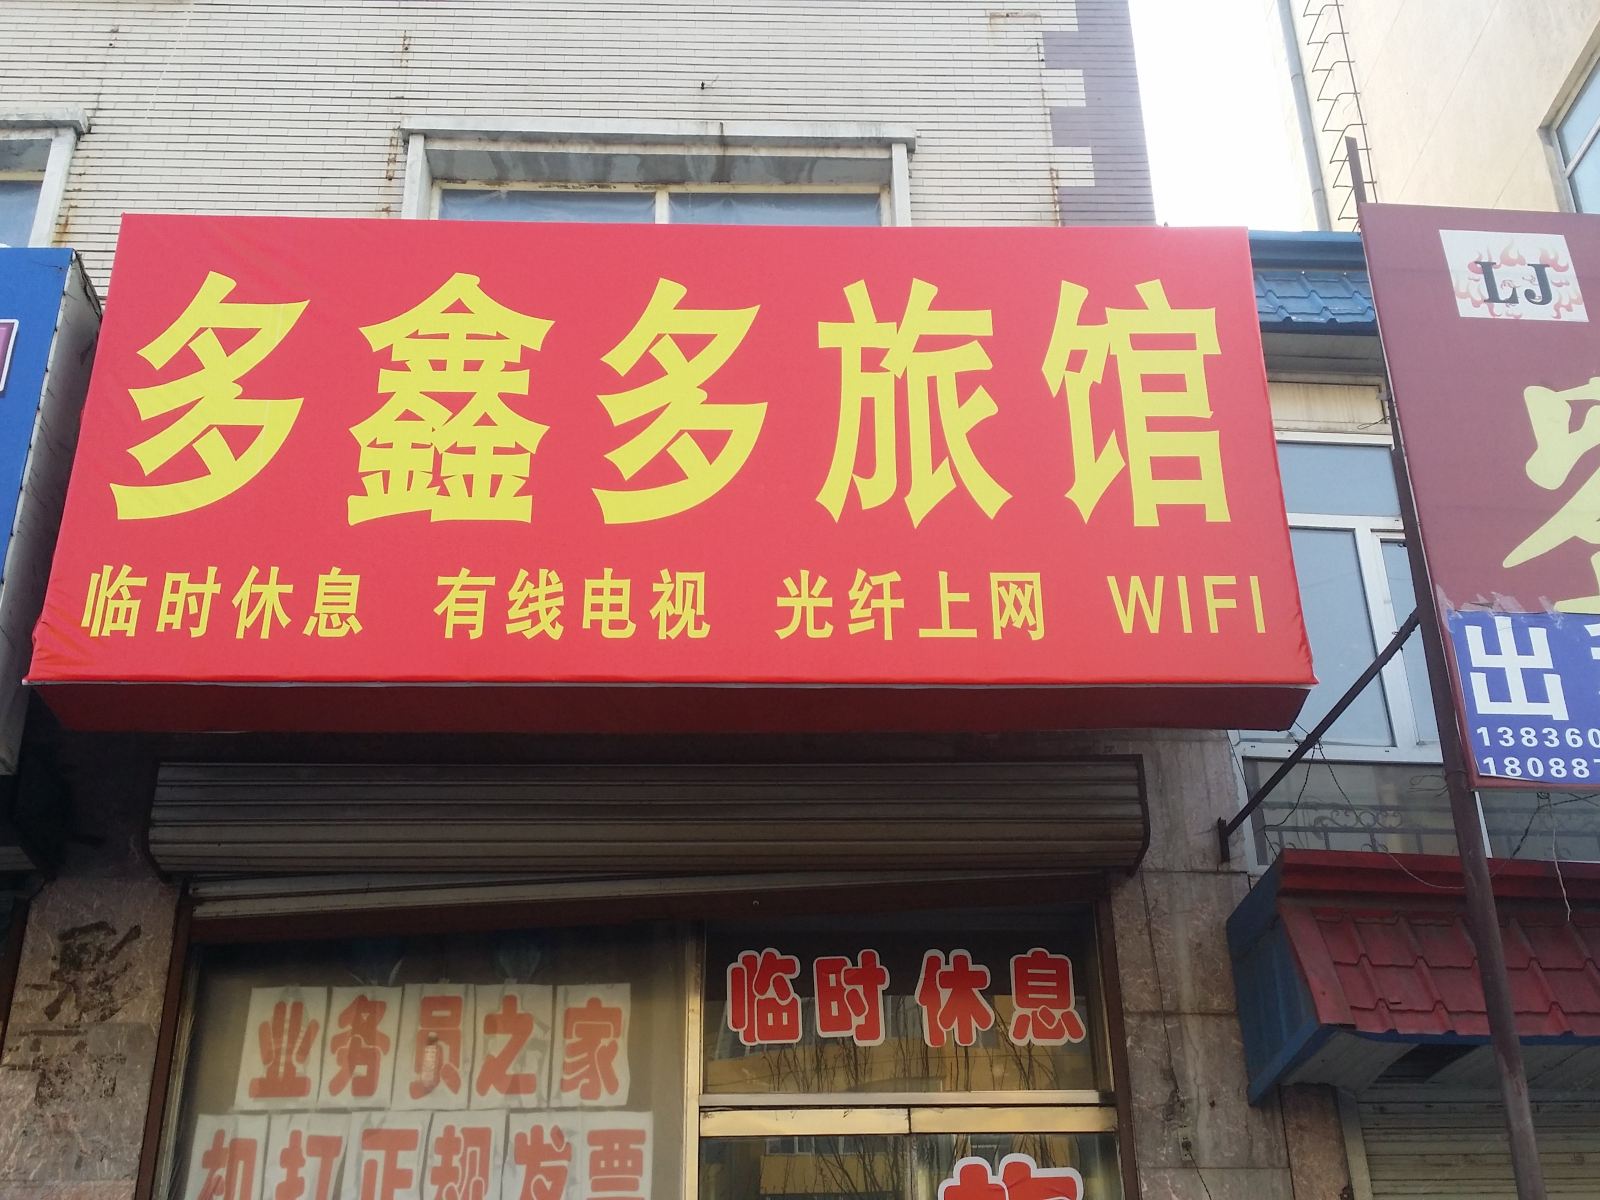 多鑫多旅馆
临时休息 有线电视 光纤上网 WIFI
LJ
出
13836
18088
临时休息
业务员之家
机打正规发票